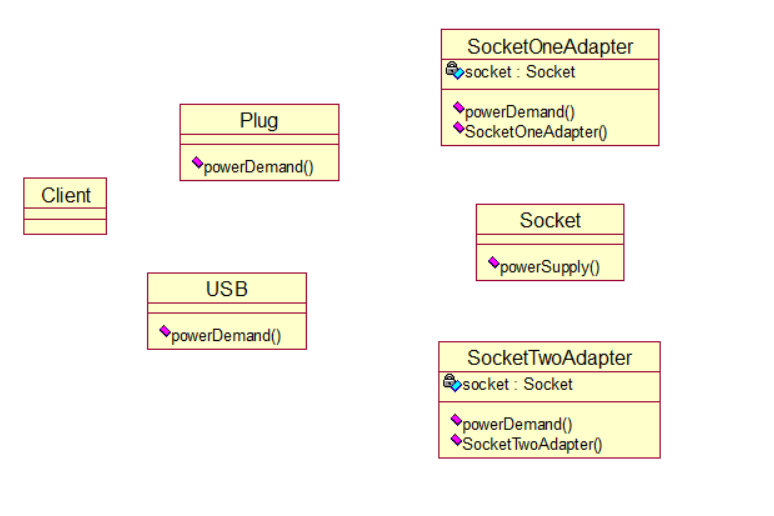 SocketOneAdapter
socket : Socket
powerDemand()
SocketOneAdapter()
Plug
powerDemand()
Client
Socket
powerSupply()
USB
powerDemand()
SocketTwoAdapter
socket : Socket
powerDemand()
SocketTwoAdapter()